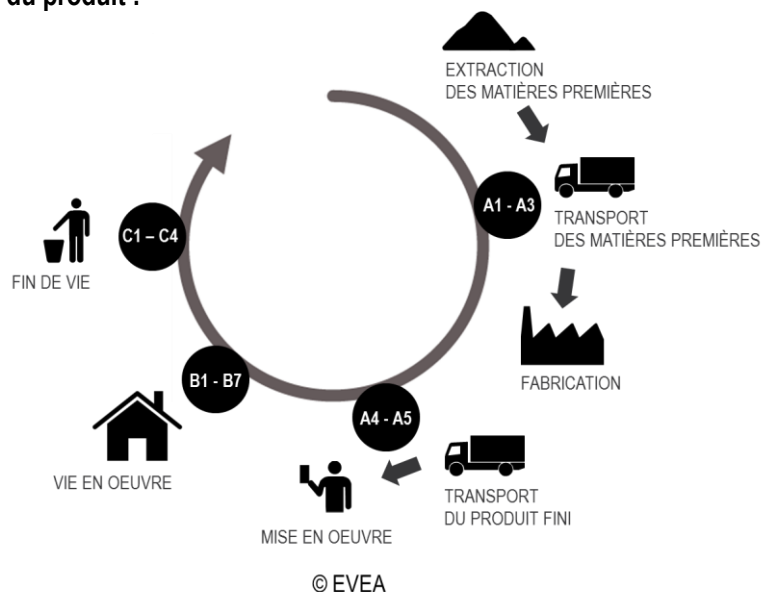 du produit :
EXTRACTION
DES MATIÈRES PREMIÈRES
A1 - A3
TRANSPORT
DES MATIÈRES PREMIÈRES
FABRICATION
A4 - A5
TRANSPORT
DU PRODUIT FINI
MISE EN OEUVRE
B1 - B7
VIE EN OEUVRE
C1 – C4
FIN DE VIE
© EVEA